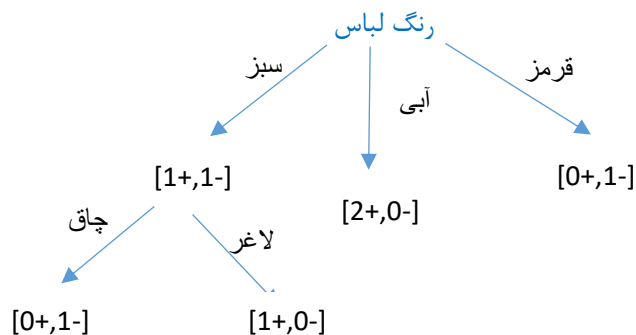 رنگ لباس
سبز
آبی
قرمز
[1+,1-]
[2+,0-]
[0+,1-]
چاق
لاغر
[0+,1-]
[1+,0-]